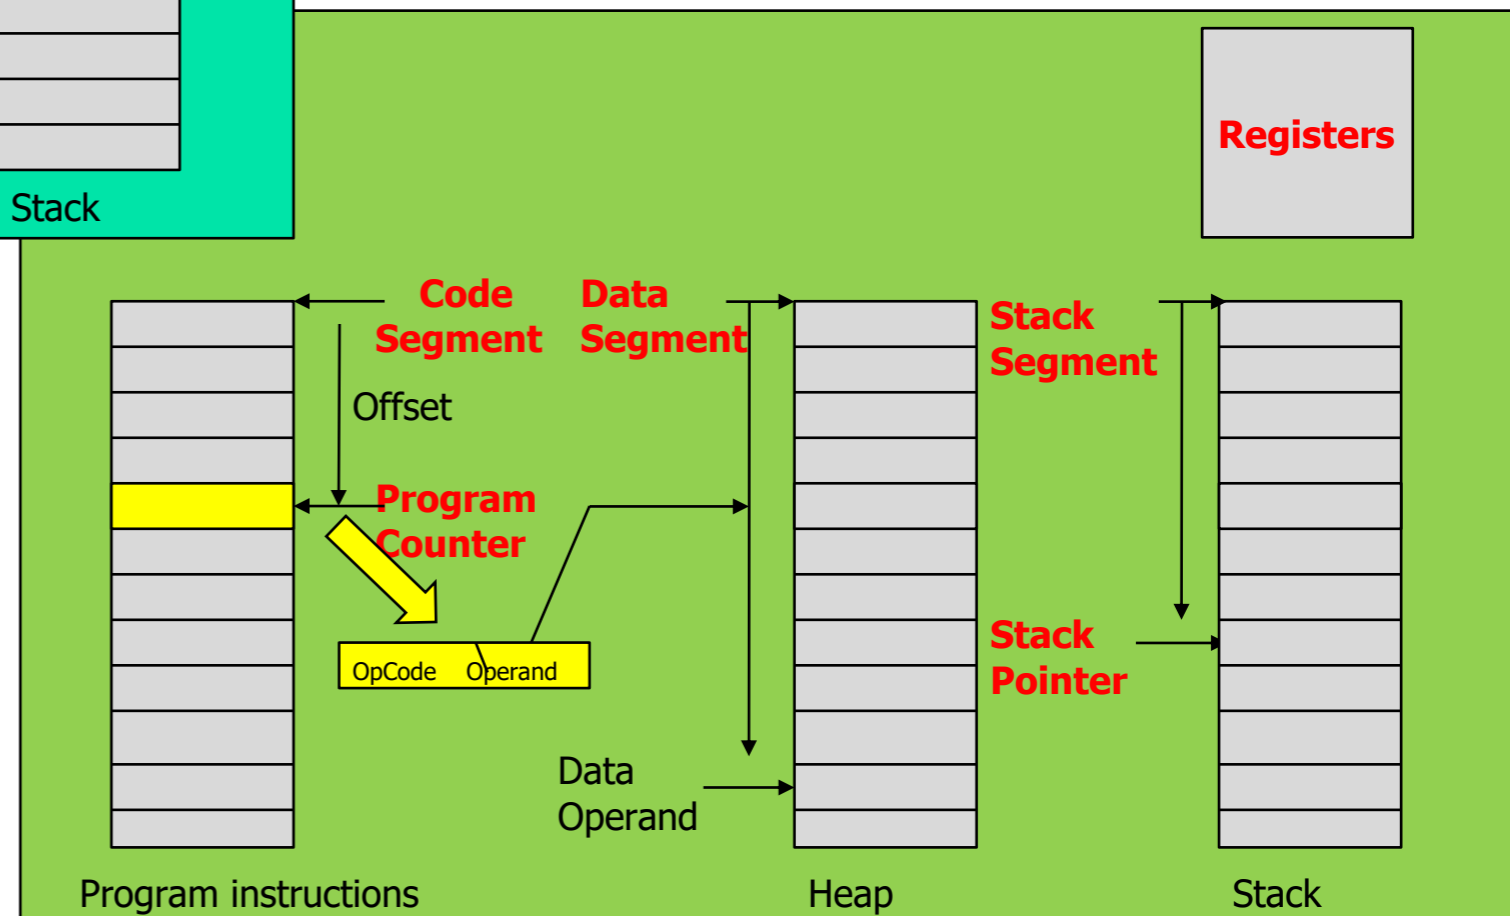 Registers
Stack
Code
Segment
Data
Segment
Stack
Segment
Offset
Program
Counter
Stack
Pointer
OpCode Operand
Data
Operand
Program instructions
Heap
Stack